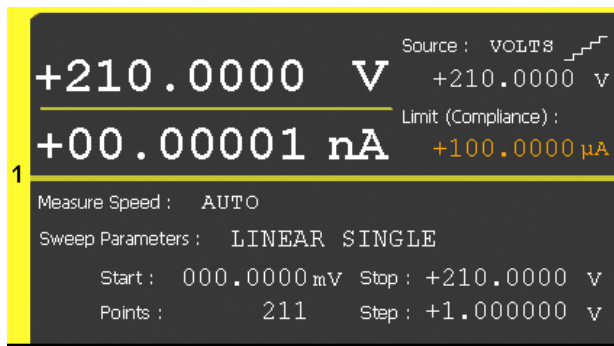 Source : VOLTS
+210.0000 V
+210.0000 V
Limit (Compliance) :
+00.00001 nA
+100.0000 µA
1
Measure Speed : AUTO
Sweep Parameters : LINEAR SINGLE
Start : 000.0000 mV Stop : +210.0000 V
Points : 211 Step : +1.000000 V